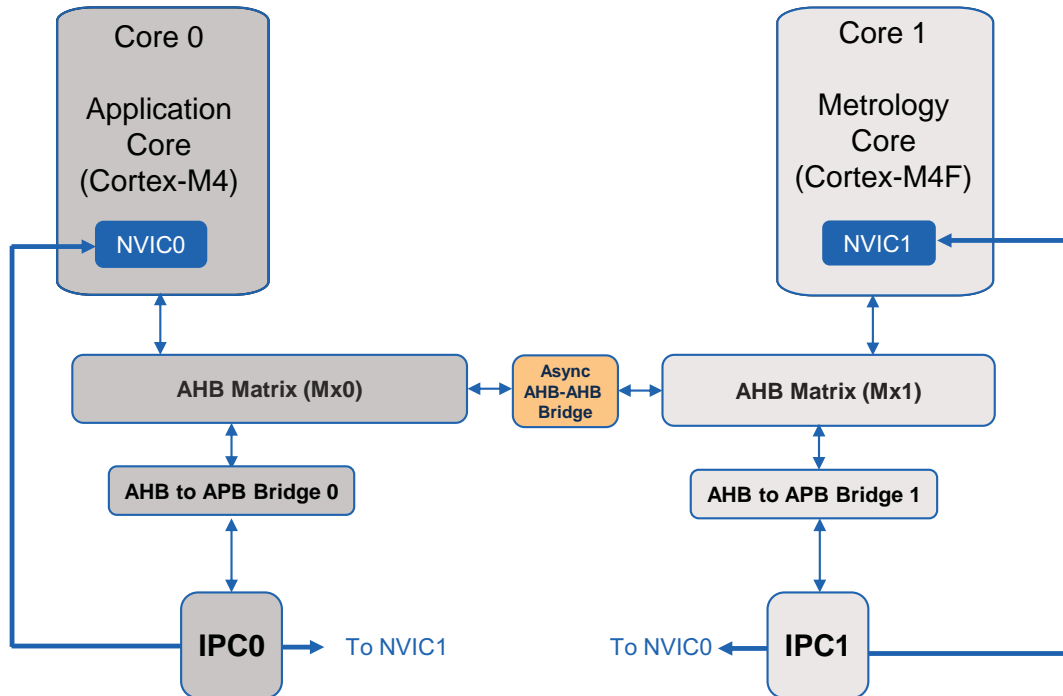 Core 0
Application
Core
(Cortex-M4)
NVIC0
Core 1
Metrology
Core
(Cortex-M4F)
NVIC1
AHB Matrix (Mx0)
Async
AHB-AHB
Bridge
AHB Matrix (Mx1)
AHB to APB Bridge 0
AHB to APB Bridge 1
IPC0
To NVIC1
To NVIC0
IPC1